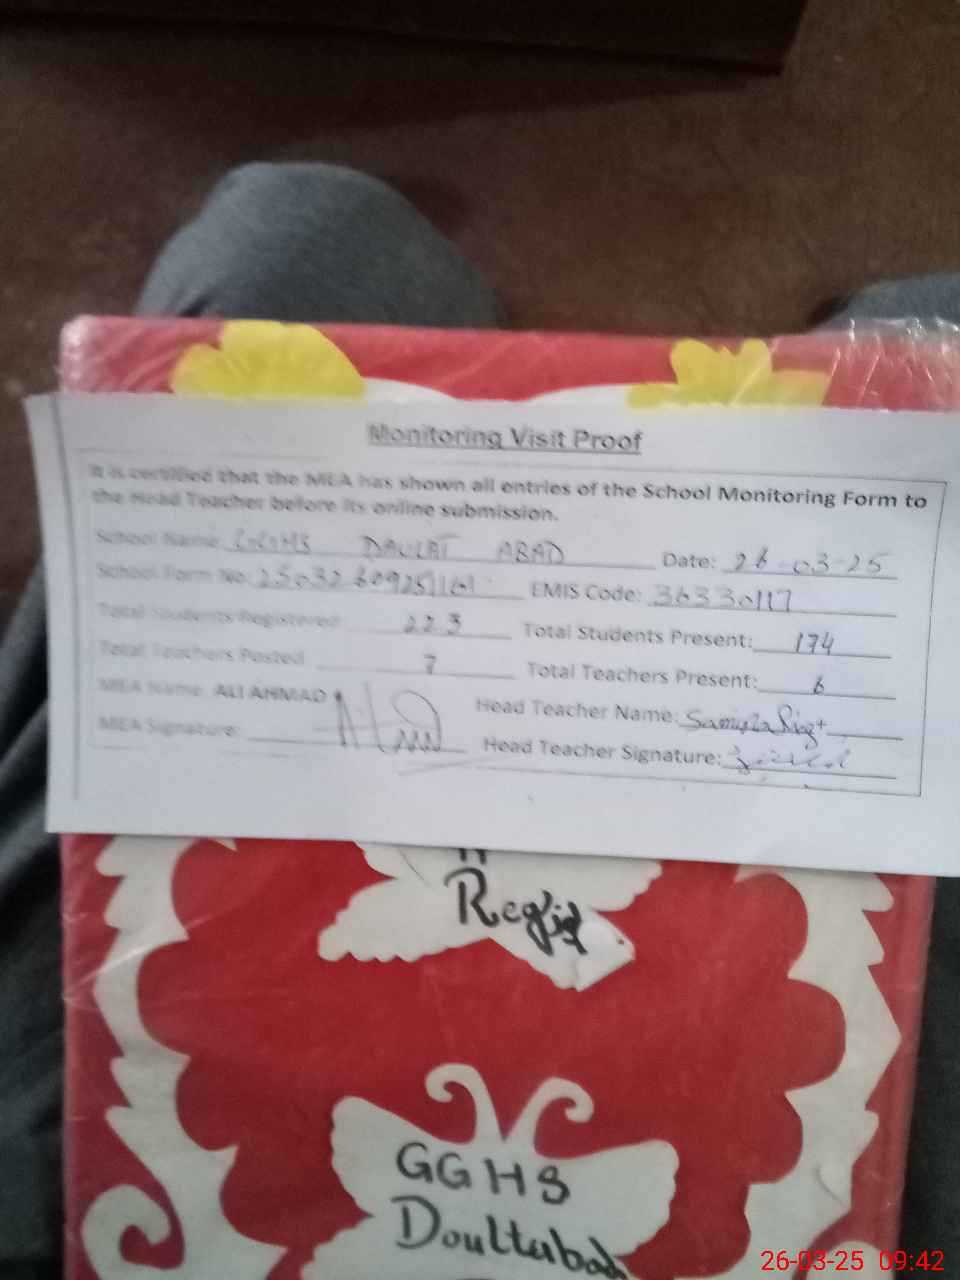 Monitoring Visit Proof
It is certified that the MEA has shown all entries of the School Monitoring Form to
the Head Teacher before its online submission.
School Name: GGHS DAULAT ABAD Date: 26-03-25
School Form No: EMIS Code: 36330117
Total Students Registered: 223 Total Students Present: 174
Total Teachers Posted 7 Total Teachers Present: 6
MEA Name: ALI AHMAD Head Teacher Name:
MEA Signature: Head Teacher Signature:
GGHS
Doultabad
26-03-25 09:42